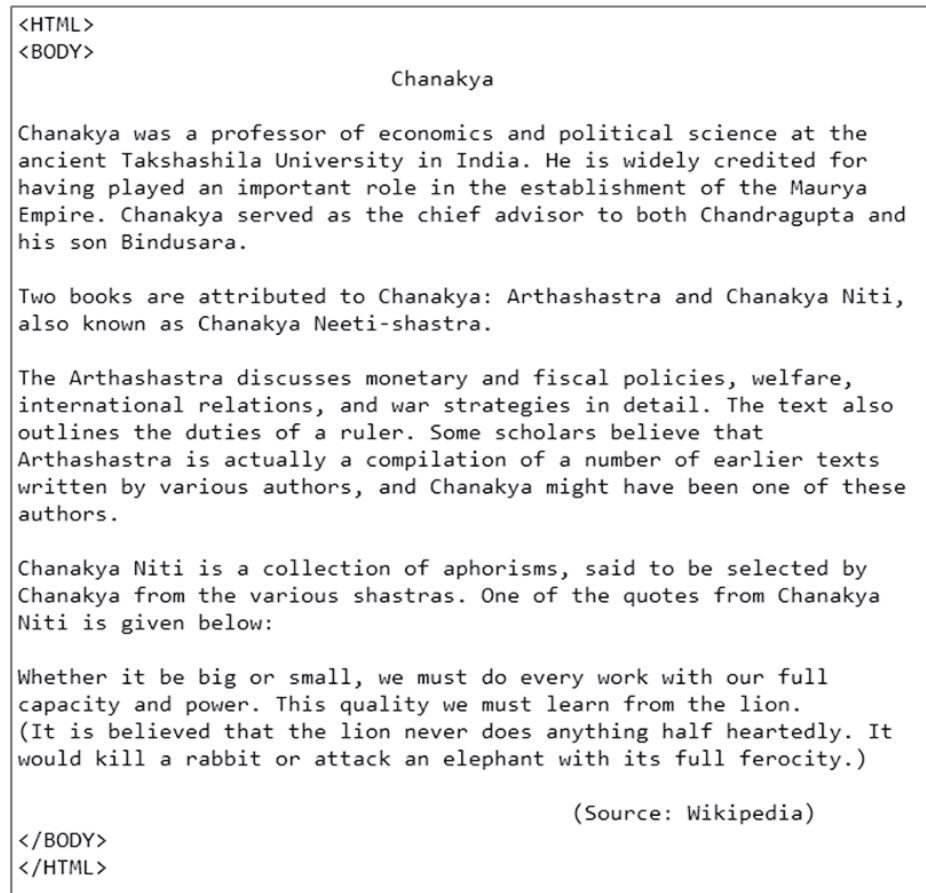 <HTML>
<BODY>
Chanakya
Chanakya was a professor of economics and political science at the
ancient Takshashila University in India. He is widely credited for
having played an important role in the establishment of the Maurya
Empire. Chanakya served as the chief advisor to both Chandragupta and
his son Bindusara.
Two books are attributed to Chanakya: Arthashastra and Chanakya Niti,
also known as Chanakya Neeti-shastra.
The Arthashastra discusses monetary and fiscal policies, welfare,
international relations, and war strategies in detail. The text also
outlines the duties of a ruler. Some scholars believe that
Arthashastra is actually a compilation of a number of earlier texts
written by various authors, and Chanakya might have been one of these
authors.
Chanakya Niti is a collection of aphorisms, said to be selected by
Chanakya from the various shastras. One of the quotes from Chanakya
Niti is given below:
Whether it be big or small, we must do every work with our full
capacity and power. This quality we must learn from the lion.
(It is believed that the lion never does anything half heartedly. It
would kill a rabbit or attack an elephant with its full ferocity.)
(Source: Wikipedia)
</BODY>
</HTML>